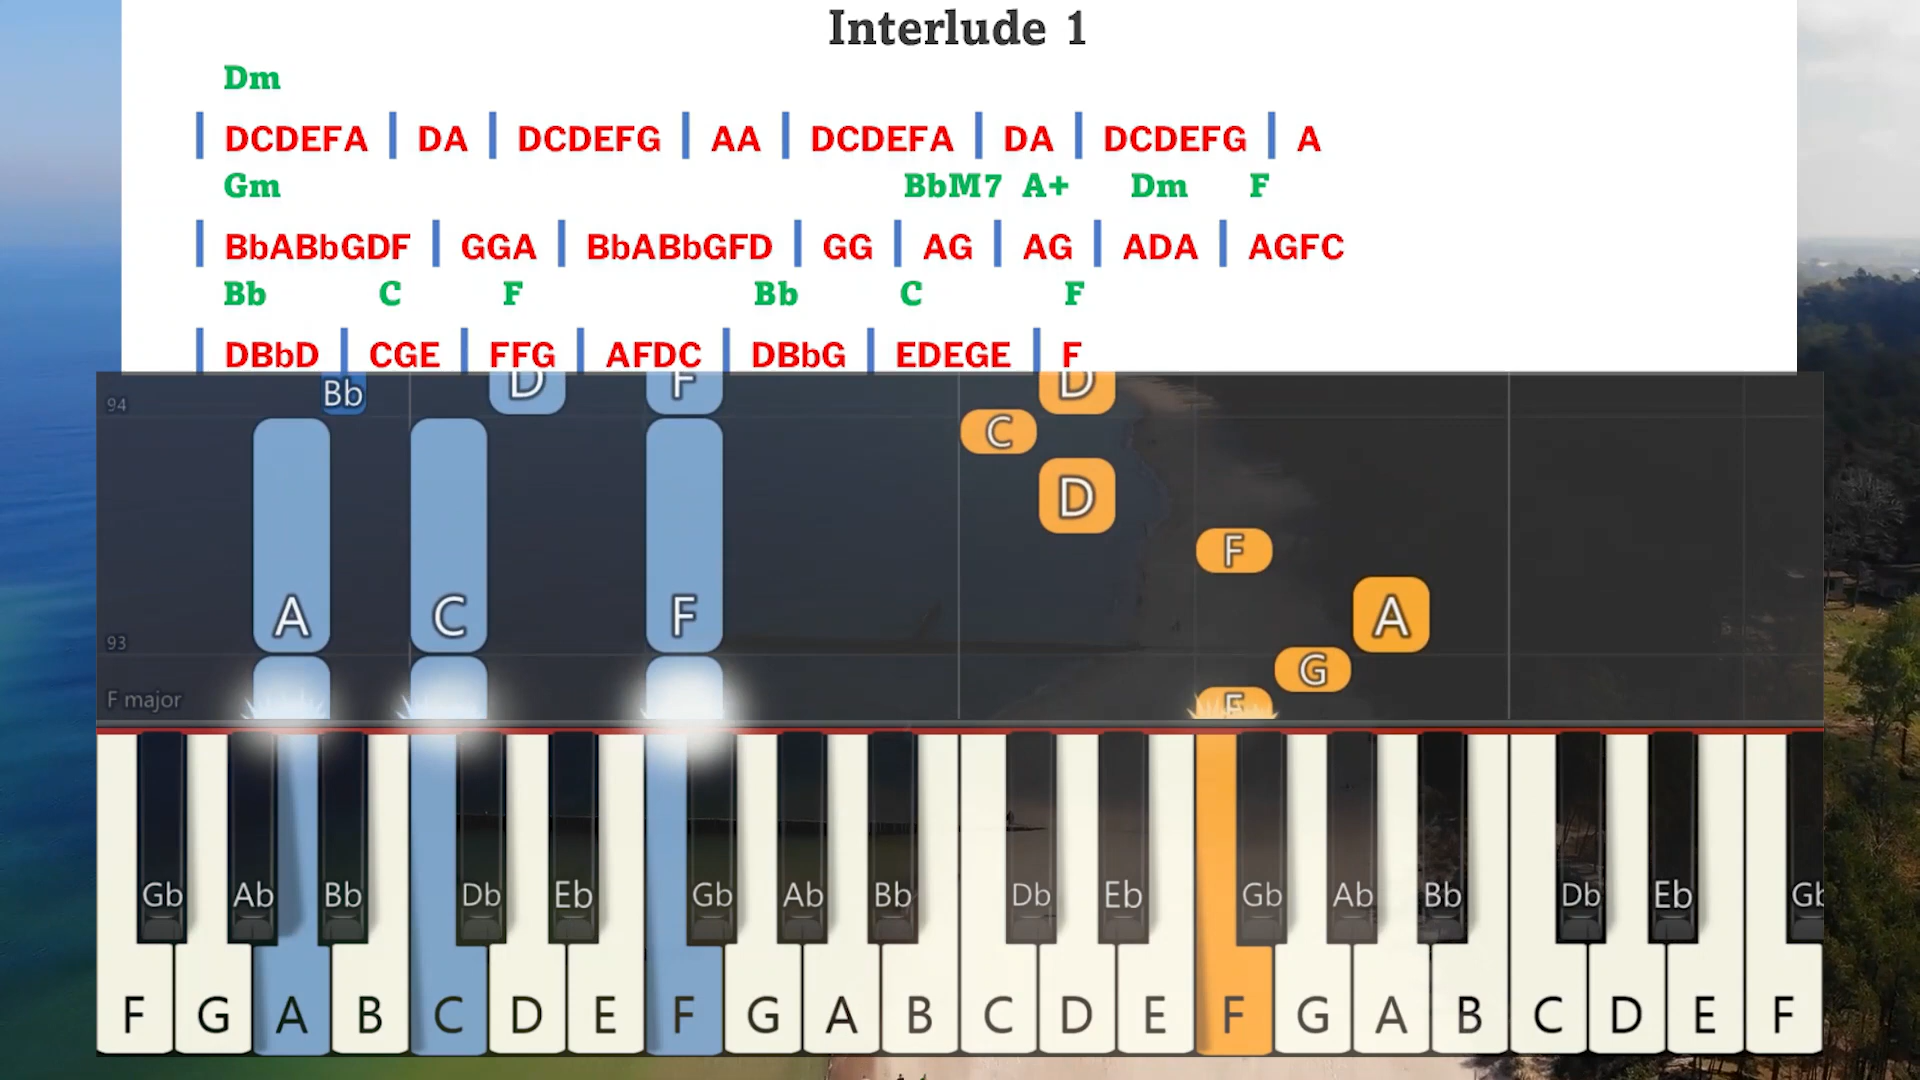 Interlude 1
Dm
| DCDEFA | DA | DCDEFG | AA | DCDEFA | DA | DCDEFG | A
Gm BbM7 A+ Dm F
| BbABbGDF | GGA | BbABbGFD | GG | AG | AG | ADA | AGFC
Bb C F Bb C F
| DBbD | CGE | FFG | AFDC | DBbG | EDEGE | F
94 Bb D F D
C
D
F
A C F A
93 G
F major F
Gb Ab Bb Db Eb Gb Ab Bb Db Eb Gb Ab Bb Db Eb Gb
F G A B C D E F G A B C D E F G A B C D E F